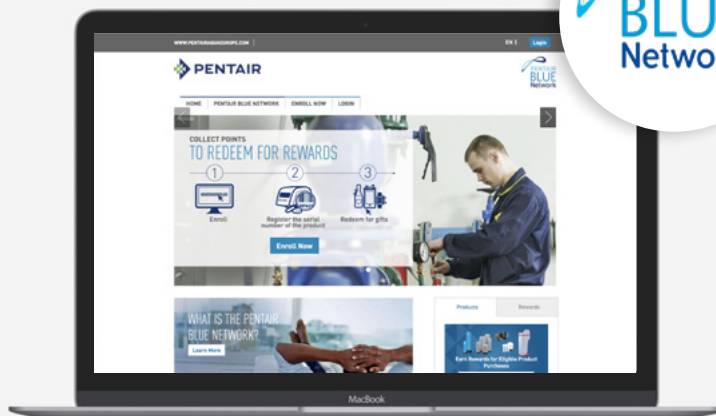 BLU
Netwo
WWW.PENTAIRAQUAEUROPE.COM
EN
Login
PENTAIR
PENTAIR
BLUE
Network
HOME
PENTAIR BLUE NETWORK
ENROLL NOW
LOGIN
COLLECT POINTS
TO REDEEM FOR REWARDS
1
2
3
Enroll
Register the serial
number of the product
Redeem for gifts
Enroll Now
WHAT IS THE PENTAIR
BLUE NETWORK?
Learn More
Products
Rewards
Earn Rewards for Eligible Product
Purchases
MacBook